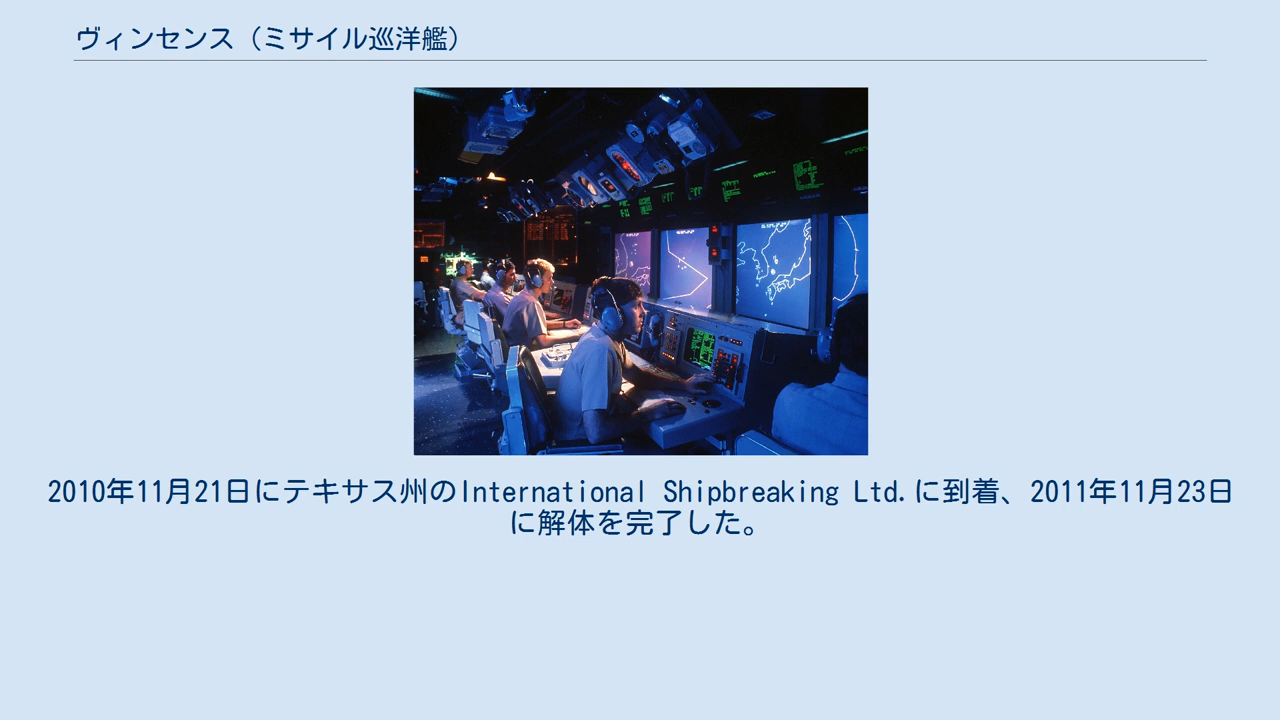 ヴィンセンス（ミサイル巡洋艦）
2010年11月21日にテキサス州のInternational Shipbreaking Ltd.に到着、2011年11月23日
に解体を完了した。